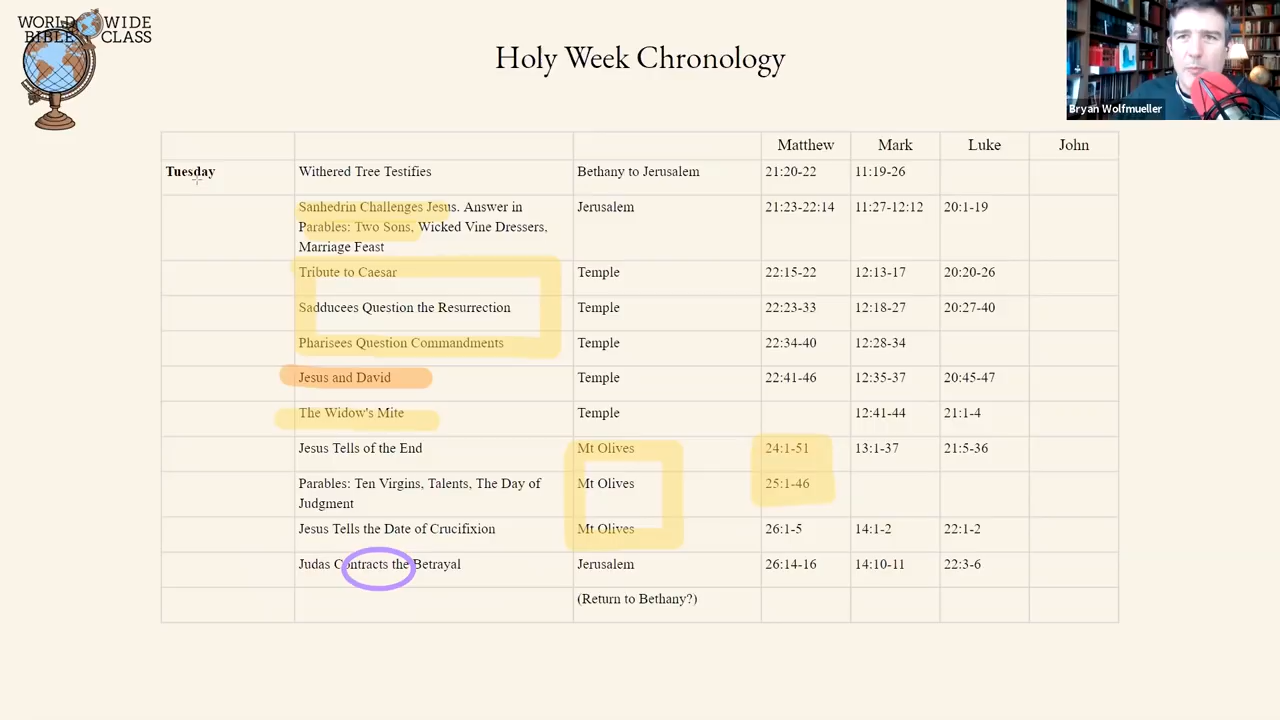 WORLD WIDE
BIBLE CLASS
Bryan Wolfmueller
Holy Week Chronology
Matthew Mark Luke John
Tuesday Withered Tree Testifies Bethany to Jerusalem 21:20-22 11:19-26
Sanhedrin Challenges Jesus. Answer in Jerusalem 21:23-22:14 11:27-12:12 20:1-19
Parables: Two Sons, Wicked Vine Dressers,
Marriage Feast
Tribute to Caesar Temple 22:15-22 12:13-17 20:20-26
Sadducees Question the Resurrection Temple 22:23-33 12:18-27 20:27-40
Pharisees Question Commandments Temple 22:34-40 12:28-34
Jesus and David Temple 22:41-46 12:35-37 20:45-47
The Widow's Mite Temple 12:41-44 21:1-4
Jesus Tells of the End Mt Olives 24:1-51 13:1-37 21:5-36
Parables: Ten Virgins, Talents, The Day of Mt Olives 25:1-46
Judgment
Jesus Tells the Date of Crucifixion Mt Olives 26:1-5 14:1-2 22:1-2
Judas Contracts the Betrayal Jerusalem 26:14-16 14:10-11 22:3-6
(Return to Bethany?)